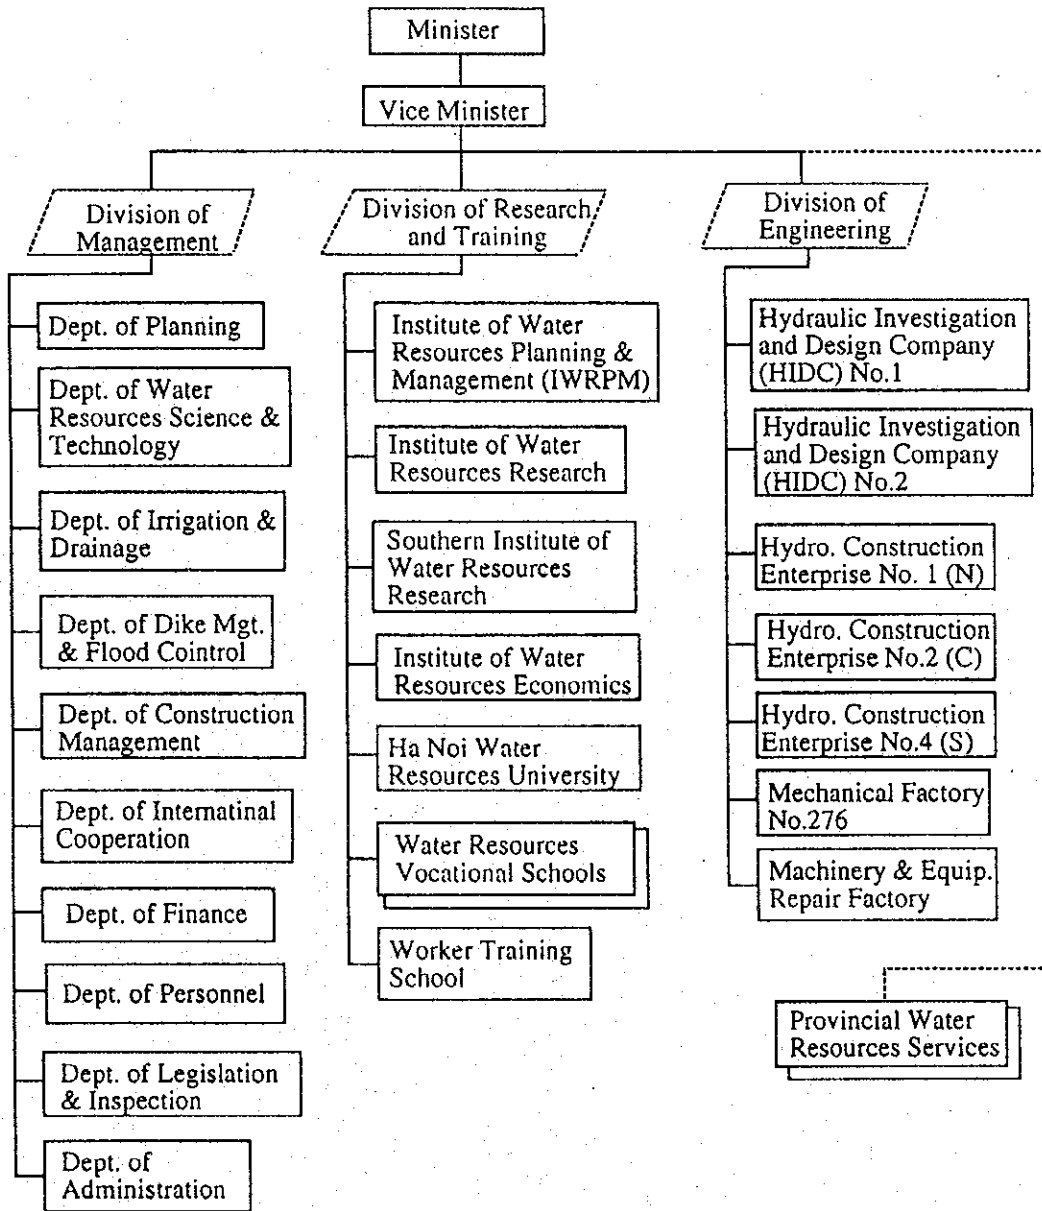 Minister
Vice Minister
Division of
Management
Dept. of Planning
Dept. of Water
Resources Science &
Technology
Dept. of Irrigation &
Drainage
Dept. of Dike Mgt.
& Flood Cointrol
Dept. of Construction
Management
Dept. of Internatinal
Cooperation
Dept. of Finance
Dept. of Personnel
Dept. of Legislation
& Inspection
Dept. of
Administration
Division of Research
and Training
Institute of Water
Resources Planning &
Management (IWRPM)
Institute of Water
Resources Research
Southern Institute of
Water Resources
Research
Institute of Water
Resources Economics
Ha Noi Water
Resources University
Water Resources
Vocational Schools
Worker Training
School
Division of
Engineering
Hydraulic Investigation
and Design Company
(HIDC) No.1
Hydraulic Investigation
and Design Company
(HIDC) No.2
Hydro. Construction
Enterprise No. 1 (N)
Hydro. Construction
Enterprise No.2 (C)
Hydro. Construction
Enterprise No.4 (S)
Mechanical Factory
No.276
Machinery & Equip.
Repair Factory
Provincial Water
Resources Services